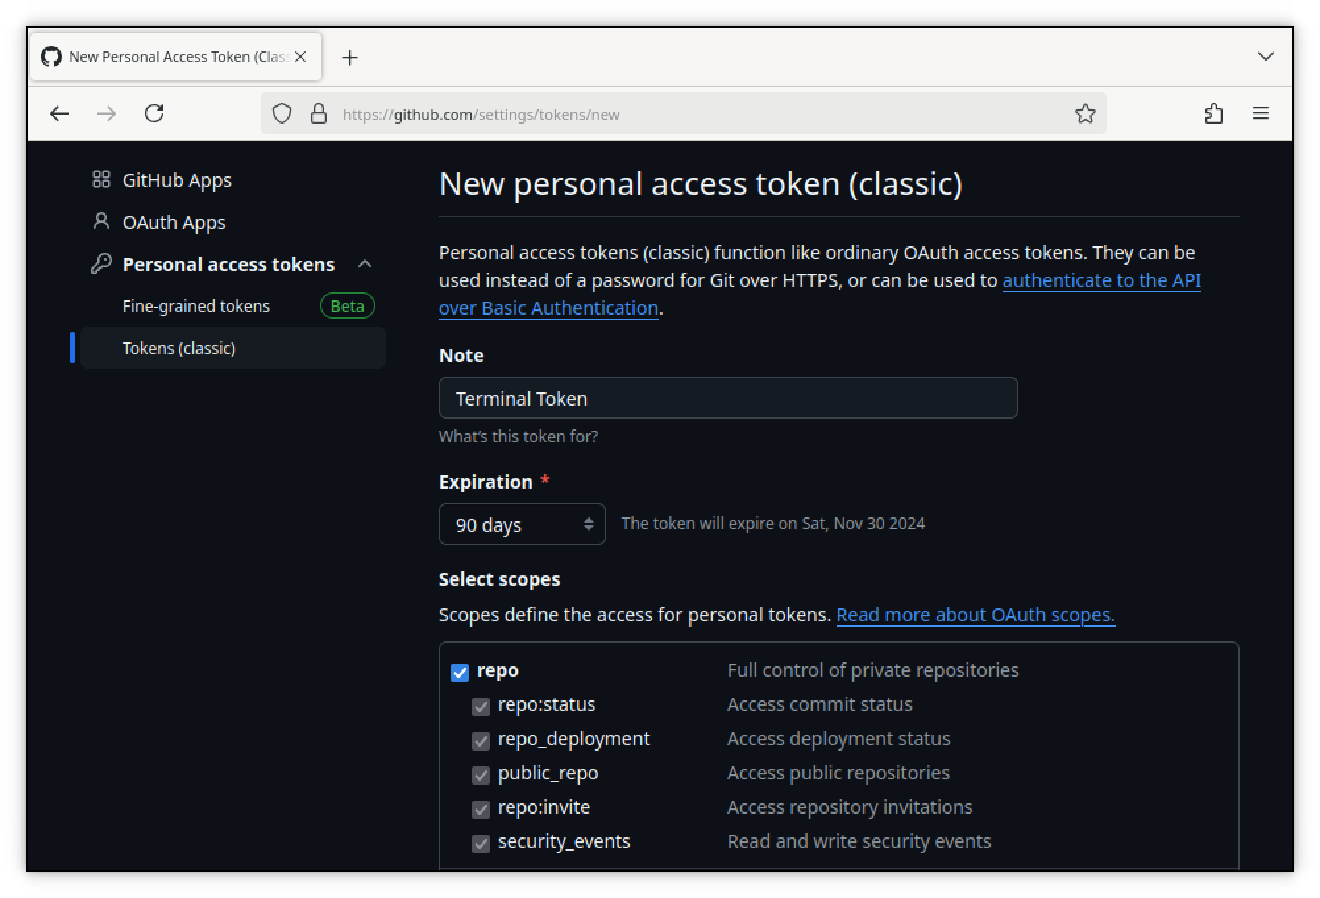 New Personal Access Token (Clas
https://github.com/settings/tokens/new
GitHub Apps
OAuth Apps
Personal access tokens
Fine-grained tokens Beta
Tokens (classic)
New personal access token (classic)
Personal access tokens (classic) function like ordinary OAuth access tokens. They can be
used instead of a password for Git over HTTPS, or can be used to authenticate to the API
over Basic Authentication.
Note
Terminal Token
What's this token for?
Expiration *
90 days The token will expire on Sat, Nov 30 2024
Select scopes
Scopes define the access for personal tokens. Read more about OAuth scopes.
repo Full control of private repositories
repo:status Access commit status
repo_deployment Access deployment status
public_repo Access public repositories
repo:invite Access repository invitations
security_events Read and write security events